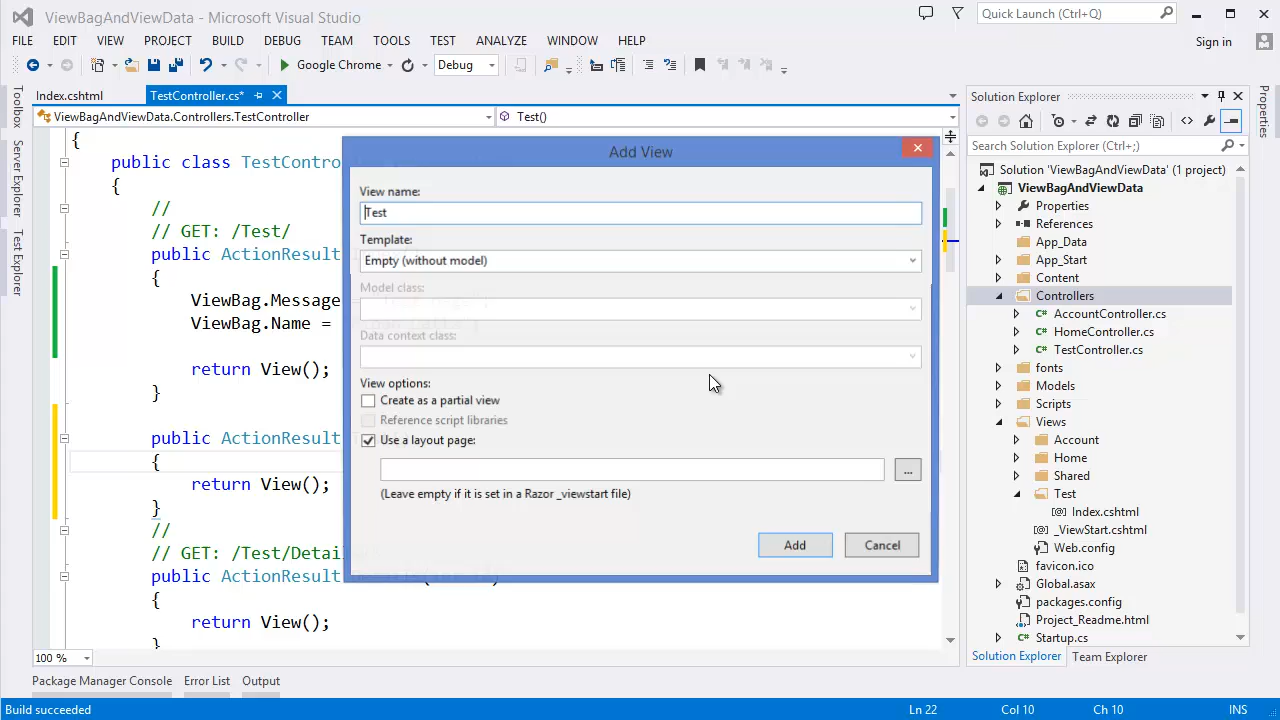 ViewBagAndViewData - Microsoft Visual Studio
Quick Launch (Ctrl+Q)
FILE EDIT VIEW PROJECT BUILD DEBUG TEAM TOOLS TEST ANALYZE WINDOW HELP
Sign in
Google Chrome
Debug
Toolbox
Server Explorer
Test Explorer
Index.cshtml
TestController.cs*
ViewBagAndViewData.Controllers.TestController
Test()
{
public class TestContro
{
//
// GET: /Test/
public ActionResult
{
ViewBag.Message
ViewBag.Name =
return View();
}
public ActionResult
{
return View();
}
//
// GET: /Test/Detai
public ActionResult
{
return View();
}
100 %
Add View
View name:
Test
Template:
Empty (without model)
Model class:
Data context class:
View options:
Create as a partial view
Reference script libraries
Use a layout page:
...
(Leave empty if it is set in a Razor _viewstart file)
Add
Cancel
Solution Explorer
Search Solution Explorer (Ctrl+;)
Solution 'ViewBagAndViewData' (1 project)
ViewBagAndViewData
Properties
References
App_Data
App_Start
Content
Controllers
AccountController.cs
HomeController.cs
TestController.cs
fonts
Models
Scripts
Views
Account
Home
Shared
Test
Index.cshtml
_ViewStart.cshtml
Web.config
favicon.ico
Global.asax
packages.config
Project_Readme.html
Startup.cs
Solution Explorer
Team Explorer
Properties
Package Manager Console
Error List
Output
Build succeeded
Ln 22
Col 10
Ch 10
INS